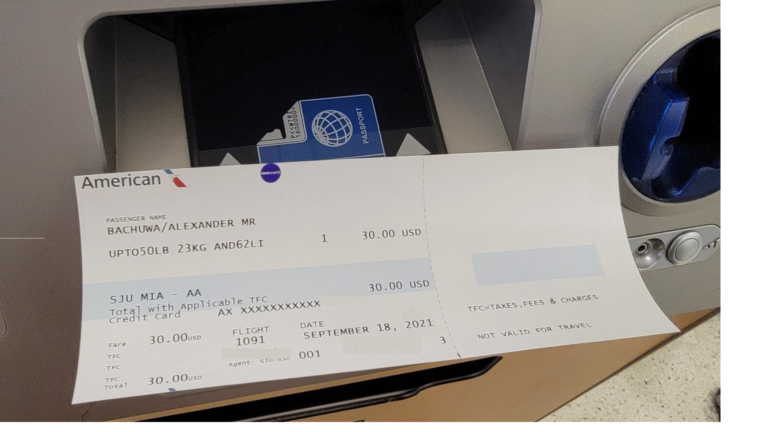 PASSPORT
American
PASSENGER NAME
BACHUWA/ALEXANDER MR
UPTO50LB 23KG AND62LI 1 30.00 USD
SJU MIA - AA 30.00 USD
Total with Applicable TFC
Credit Card AX XXXXXXXXXXX
Fare 30.00USD FLIGHT DATE
TFC 1091 SEPTEMBER 18, 2021
TFC Agent: 001 3
TFC
Total 30.00USD
TFC=TAXES,FEES & CHARGES
NOT VALID FOR TRAVEL